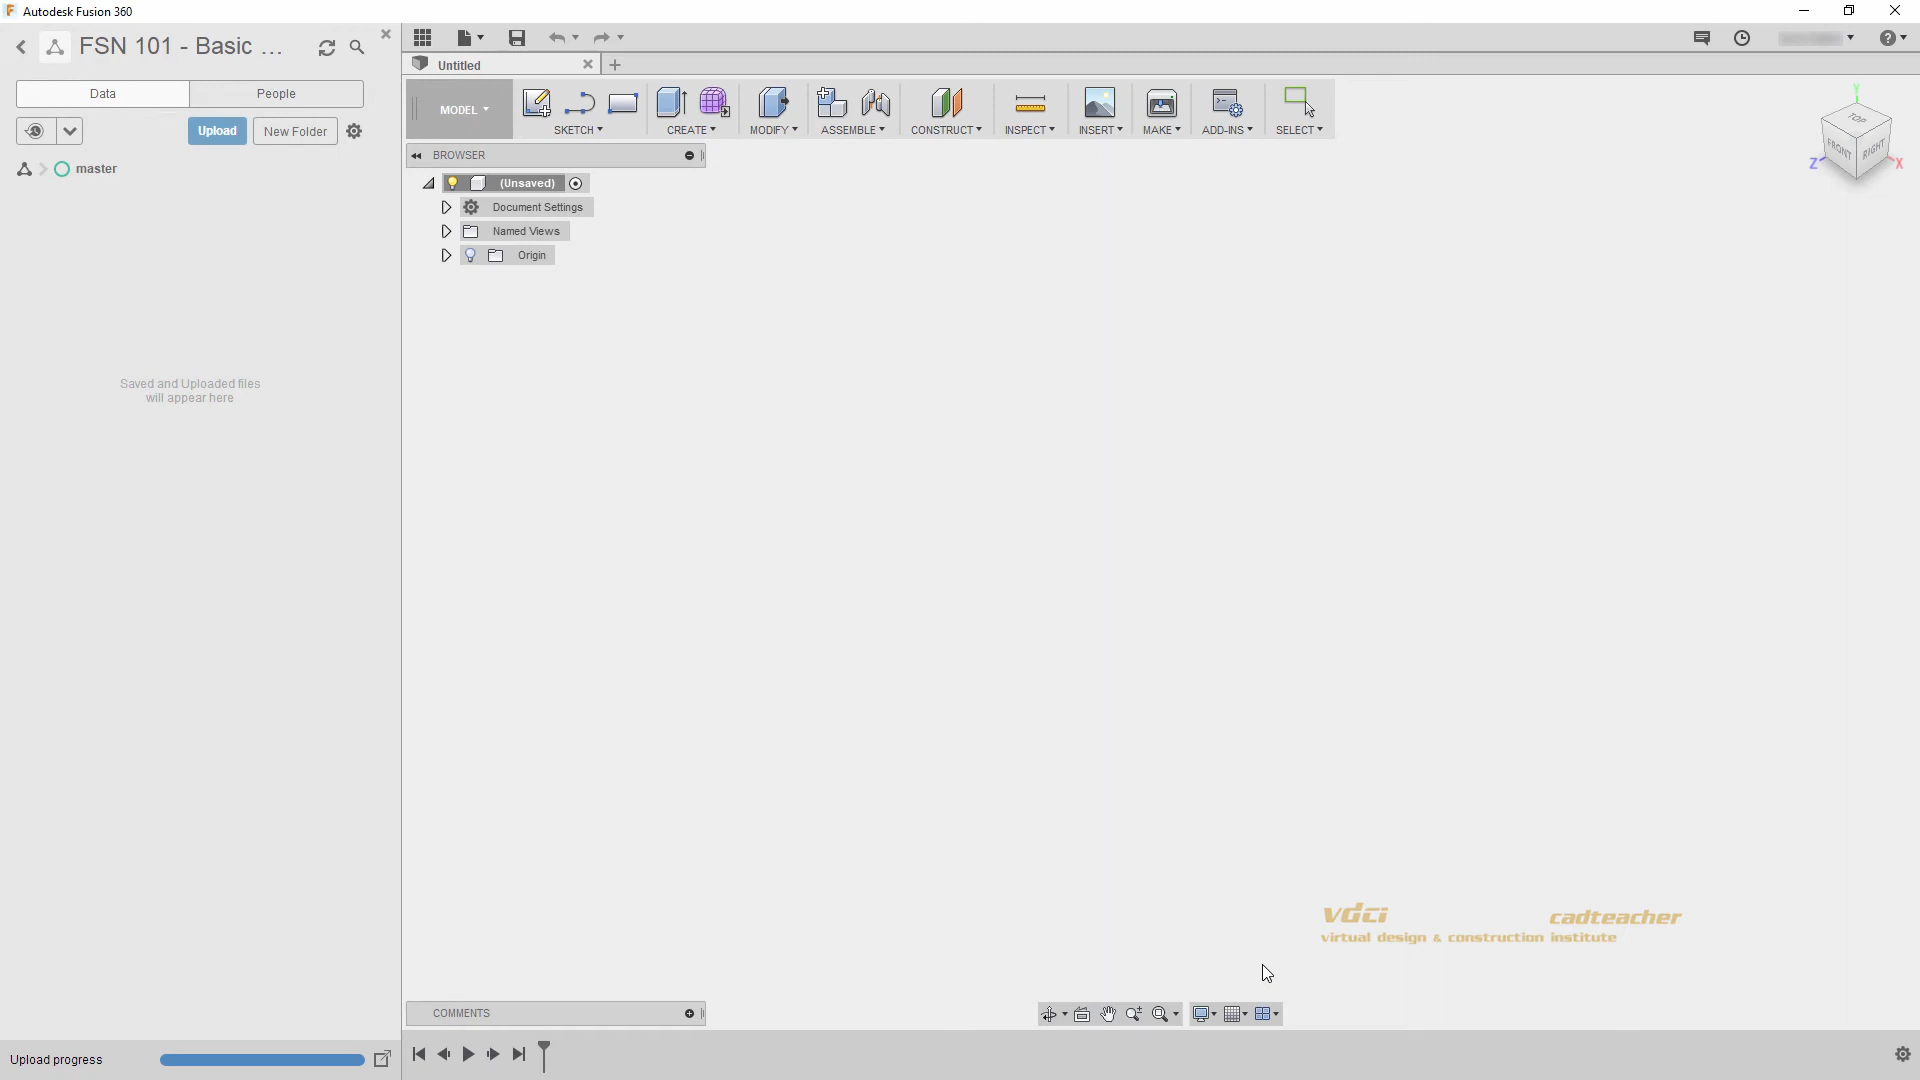 Autodesk Fusion 360
FSN 101 - Basic ...
Data
People
Upload
New Folder
master
Saved and Uploaded files
will appear here
Upload progress
Untitled
MODEL
SKETCH
CREATE
MODIFY
ASSEMBLE
CONSTRUCT
INSPECT
INSERT
MAKE
ADD-INS
SELECT
BROWSER
(Unsaved)
Document Settings
Named Views
Origin
Y
TOP
FRONT
RIGHT
Z
X
vdci
cadteacher
virtual design & construction institute
COMMENTS